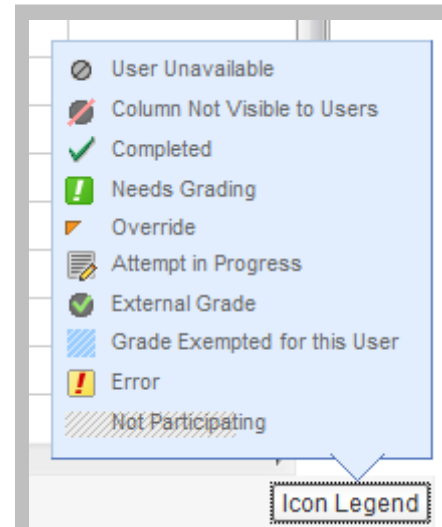 User Unavailable
Column Not Visible to Users
Completed
Needs Grading
Override
Attempt in Progress
External Grade
Grade Exempted for this User
Error
Not Participating
Icon Legend